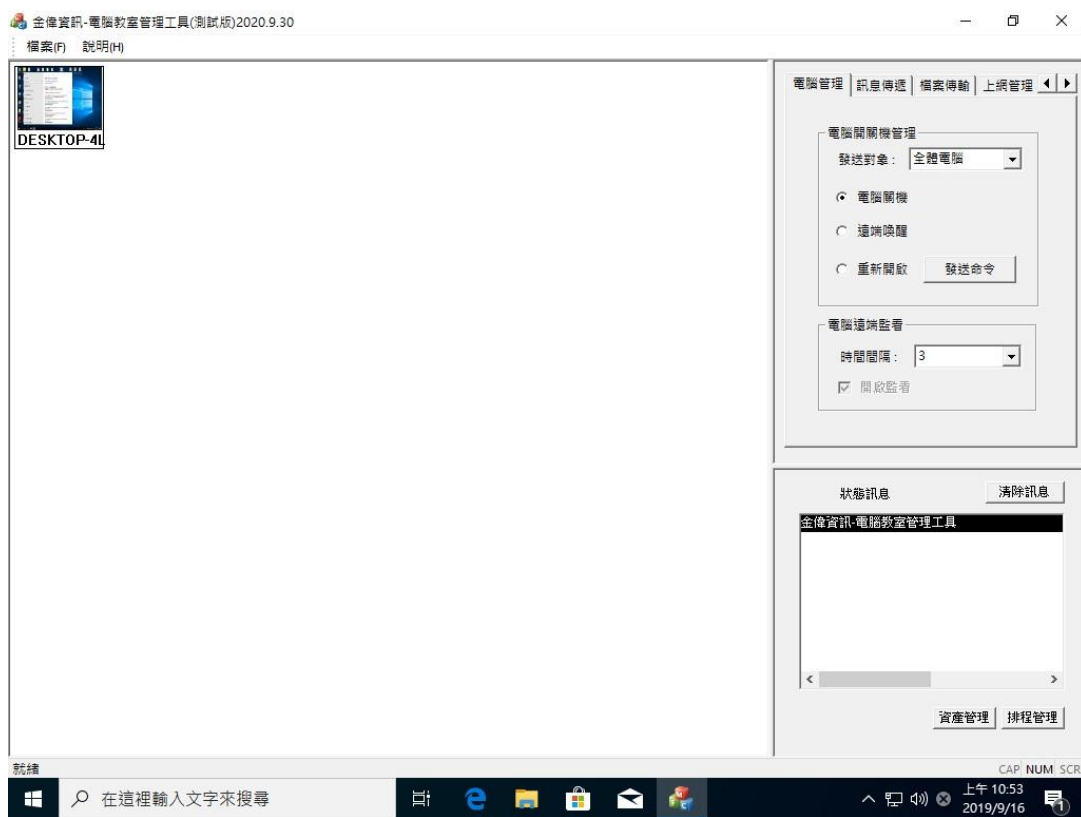 金偉資訊-電腦教室管理工具(測試版)2020.9.30
檔案(F) 說明(H)
DESKTOP-4L
電腦管理 訊息傳遞 檔案傳輸 上網管理
電腦開關機管理
發送對象: 全體電腦
電腦關機
遠端喚醒
重新開啟 發送命令
電腦遠端監看
時間間隔: 3
開啟監看
狀態訊息 清除訊息
金偉資訊-電腦教室管理工具
資產管理 排程管理
就緒 CAP NUM SCR
在這裡輸入文字來搜尋
上午 10:53
2019/9/16
1